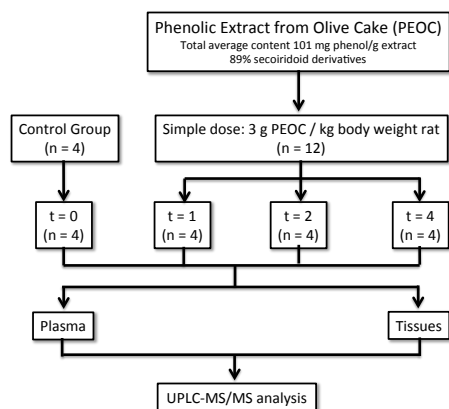 Phenolic Extract from Olive Cake (PEOC)
Total average content 101 mg phenol/g extract
89% secoiridoid derivatives
Control Group
(n = 4)
Simple dose: 3 g PEOC / kg body weight rat
(n = 12)
t = 0
(n = 4)
t = 1
(n = 4)
t = 2
(n = 4)
t = 4
(n = 4)
Plasma
Tissues
UPLC-MS/MS analysis